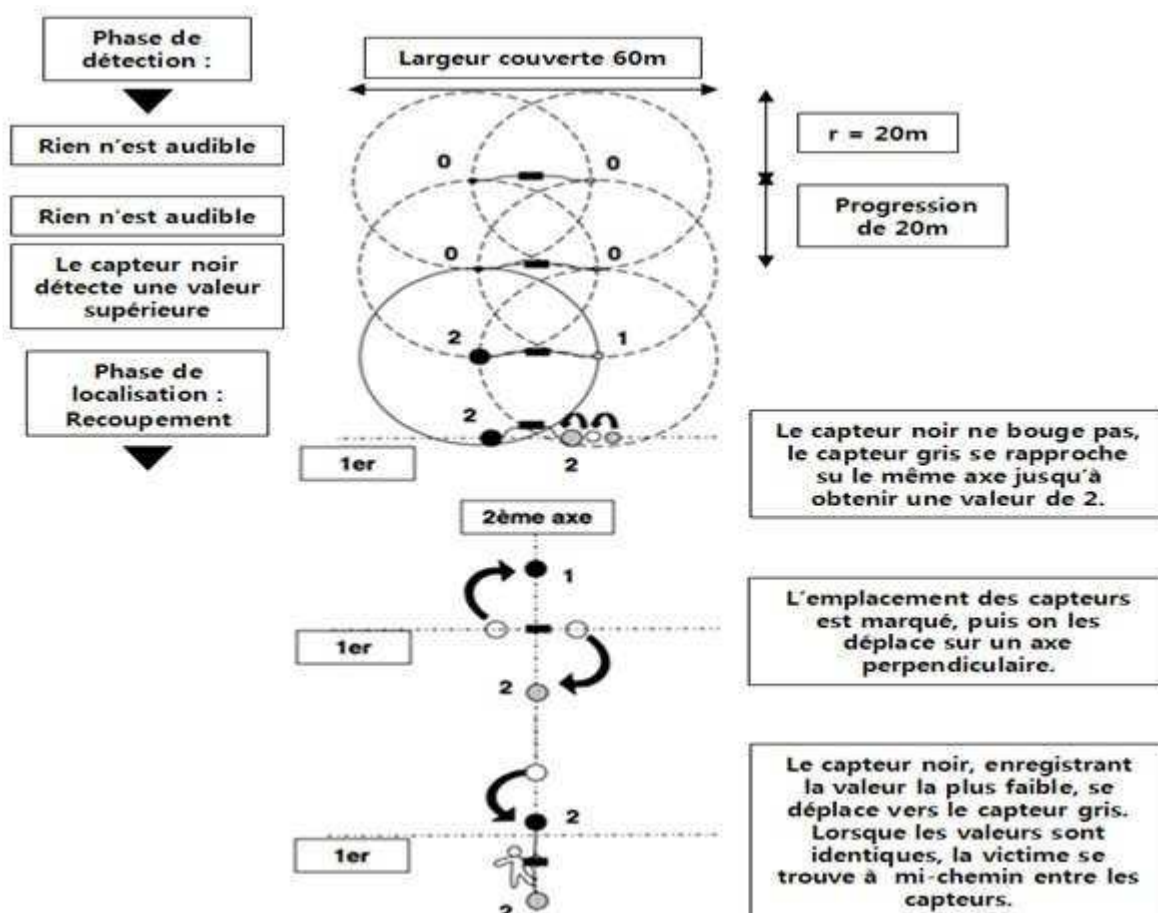 Phase de
détection :
Largeur couverte 60m
Rien n'est audible
0
0
r = 20m
Rien n'est audible
0
0
Progression
de 20m
Le capteur noir
détecte une valeur
supérieure
2
1
Phase de
localisation :
Recoupement
2
2
1er
Le capteur noir ne bouge pas,
le capteur gris se rapproche
su le même axe jusqu'à
obtenir une valeur de 2.
2ème axe
1
1er
2
L'emplacement des capteurs
est marqué, puis on les
déplace sur un axe
perpendiculaire.
2
1er
2
Le capteur noir, enregistrant
la valeur la plus faible, se
déplace vers le capteur gris.
Lorsque les valeurs sont
identiques, la victime se
trouve à mi-chemin entre les
capteurs.